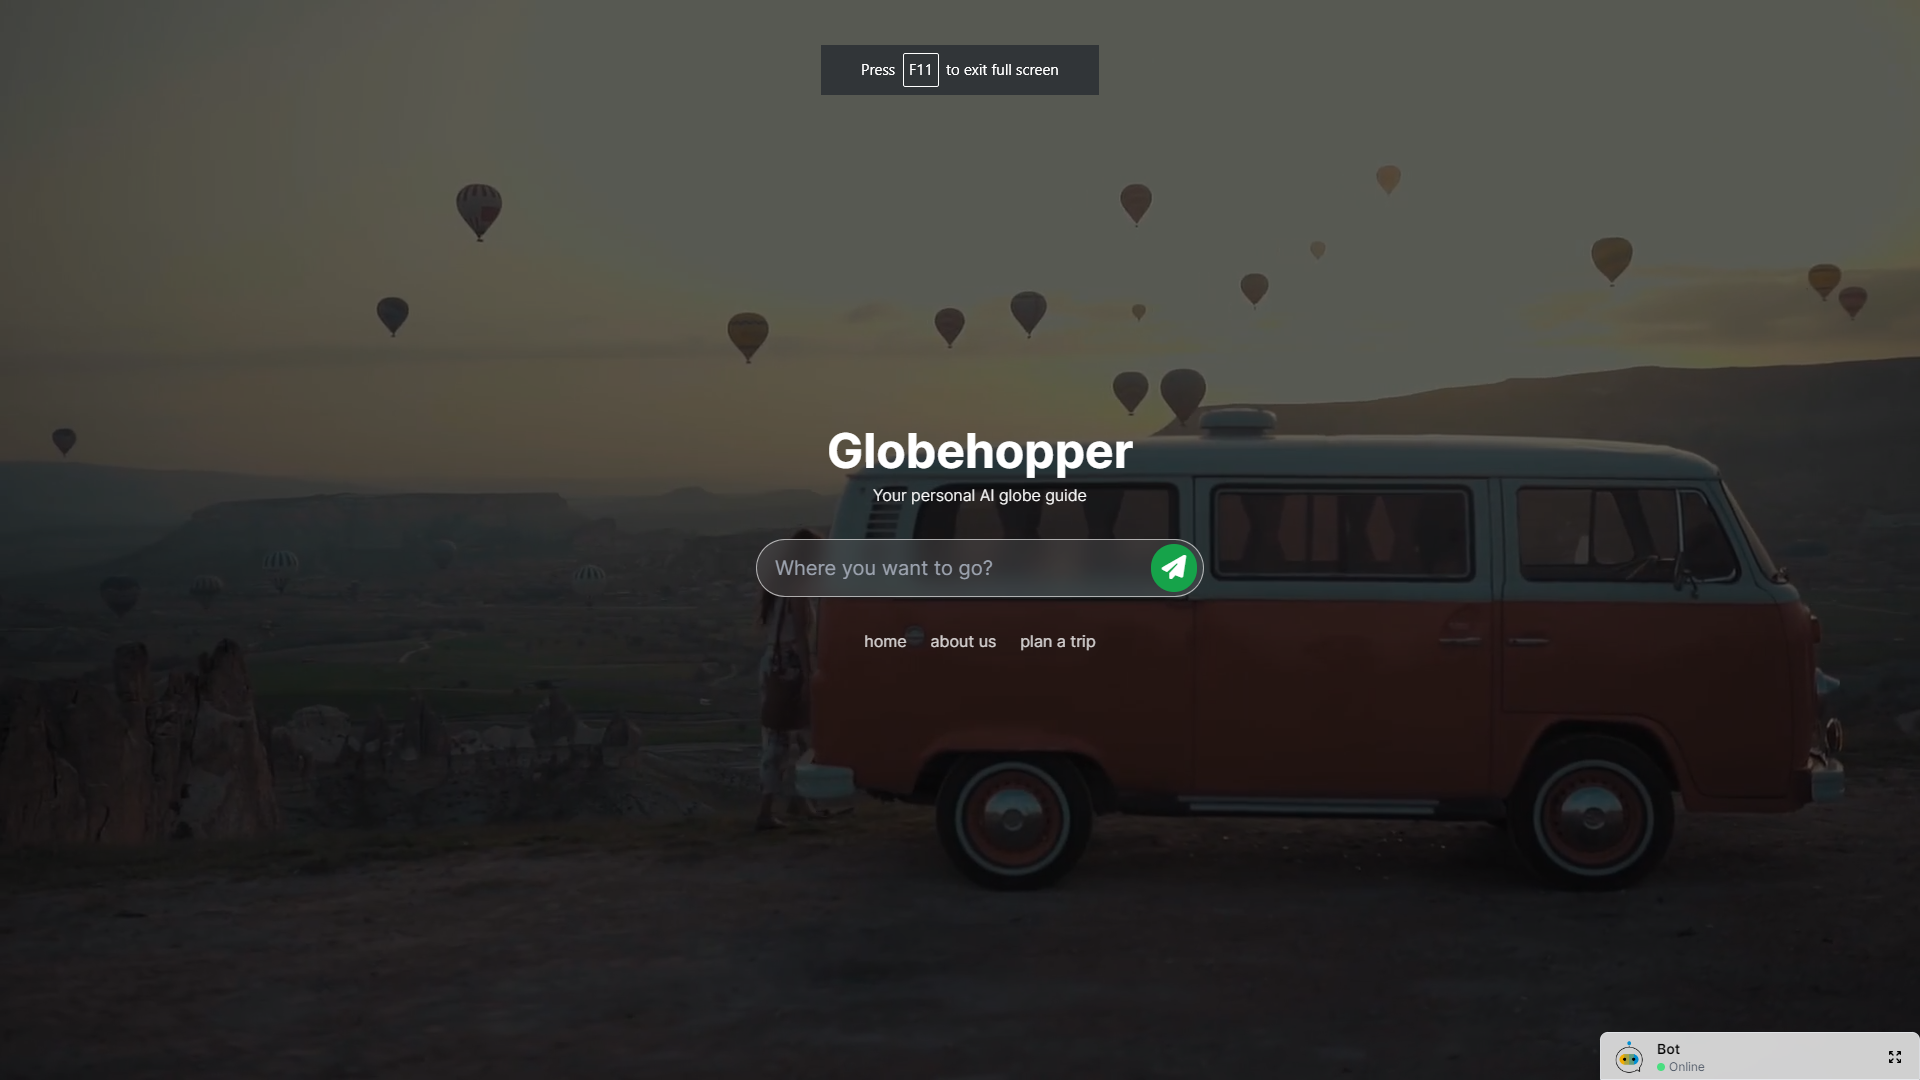 Press F11 to exit full screen
Globehopper
Your personal AI globe guide
Where you want to go?
home about us plan a trip
Bot
Online